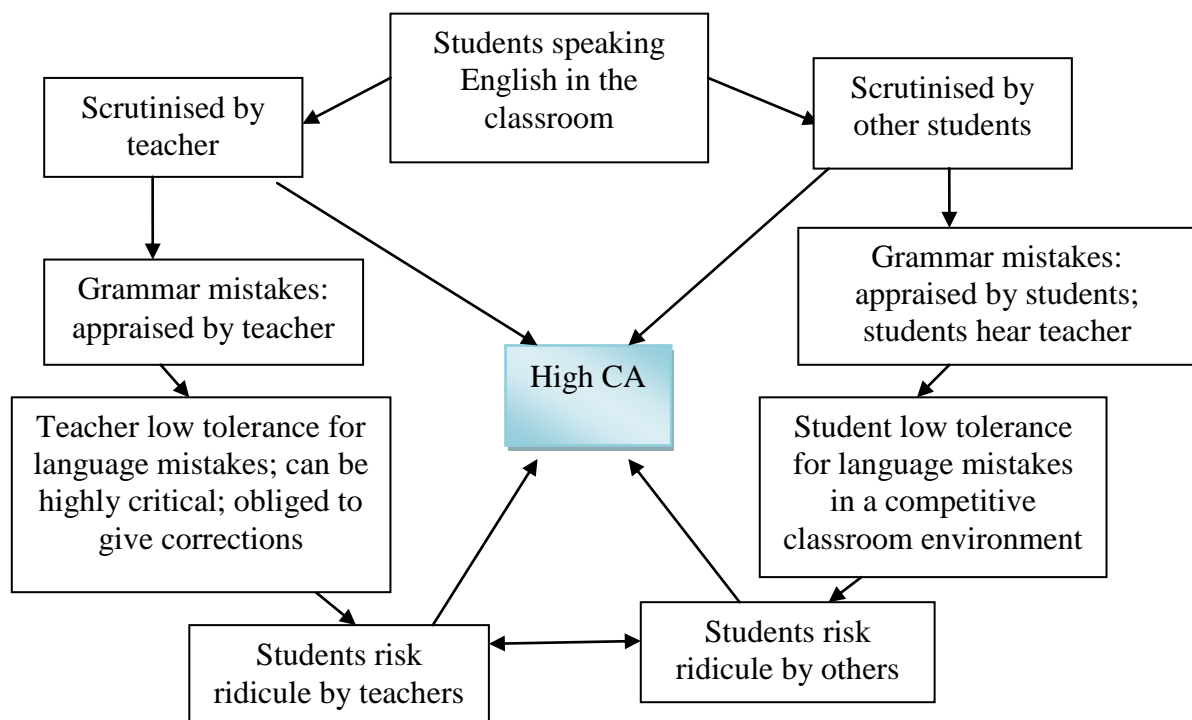 Students speaking
English in the
classroom
Scrutinised by
teacher
Scrutinised by
other students
Grammar mistakes:
appraised by teacher
Grammar mistakes:
appraised by students;
students hear teacher
High CA
Teacher low tolerance for
language mistakes; can be
highly critical; obliged to
give corrections
Student low tolerance
for language mistakes
in a competitive
classroom environment
Students risk
ridicule by teachers
Students risk
ridicule by others